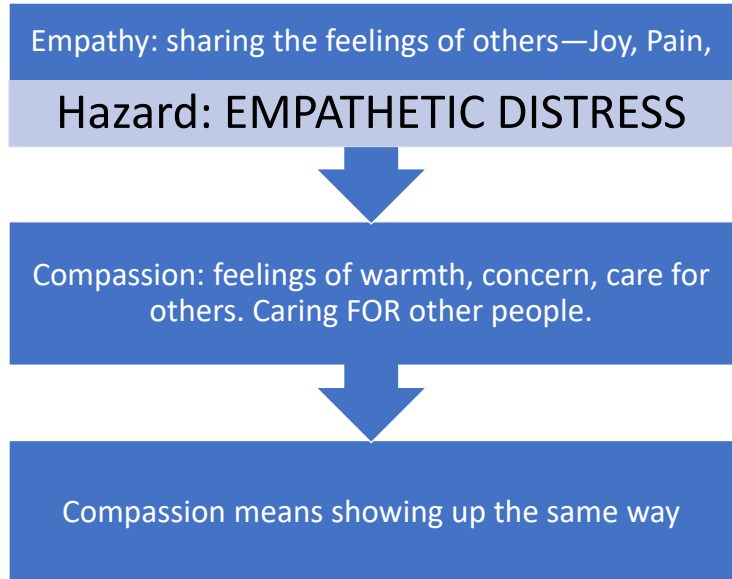 Empathy: sharing the feelings of others—Joy, Pain,
Hazard: EMPATHETIC DISTRESS
Compassion: feelings of warmth, concern, care for
others. Caring FOR other people.
Compassion means showing up the same way